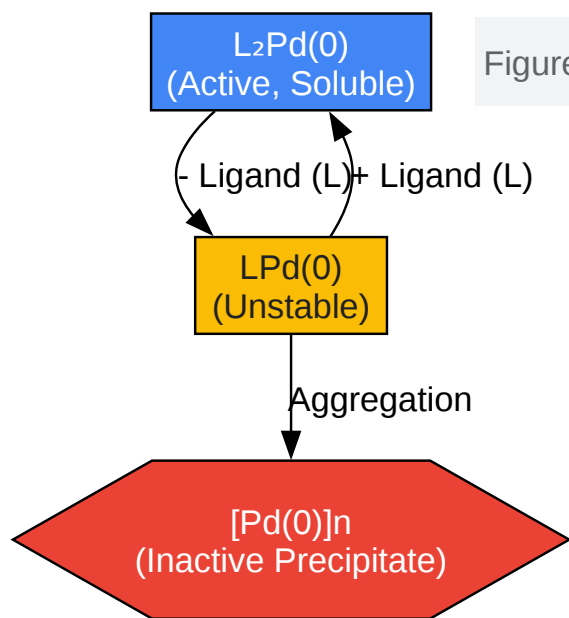 L₂Pd(0)
(Active, Soluble)
Figure
- Ligand (L)
+ Ligand (L)
LPd(0)
(Unstable)
Aggregation
[Pd(0)]n
(Inactive Precipitate)